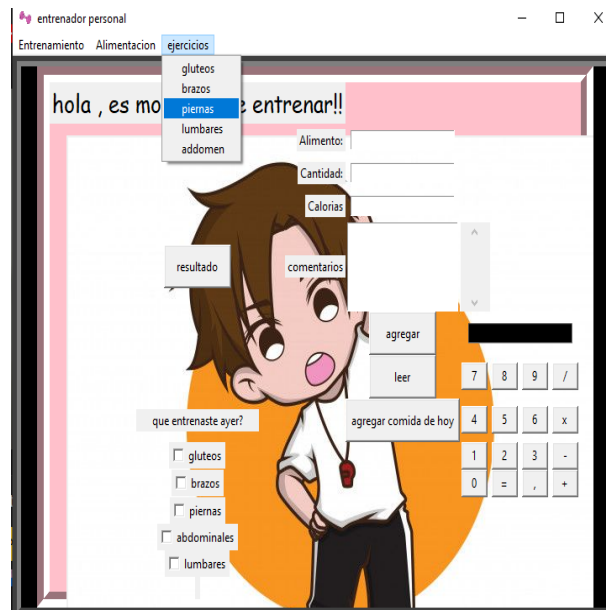 entrenador personal
Entrenamiento Alimentacion ejercicios
gluteos
brazos
piernas
lumbares
addomen
hola , es mo e entrenar!!
Alimento:
Cantidad:
Calorias
resultado
comentarios
agregar
leer
7 8 9 /
que entrenaste ayer?
agregar comida de hoy
4 5 6 x
1 2 3 -
0 = , +
gluteos
brazos
piernas
abdominales
lumbares